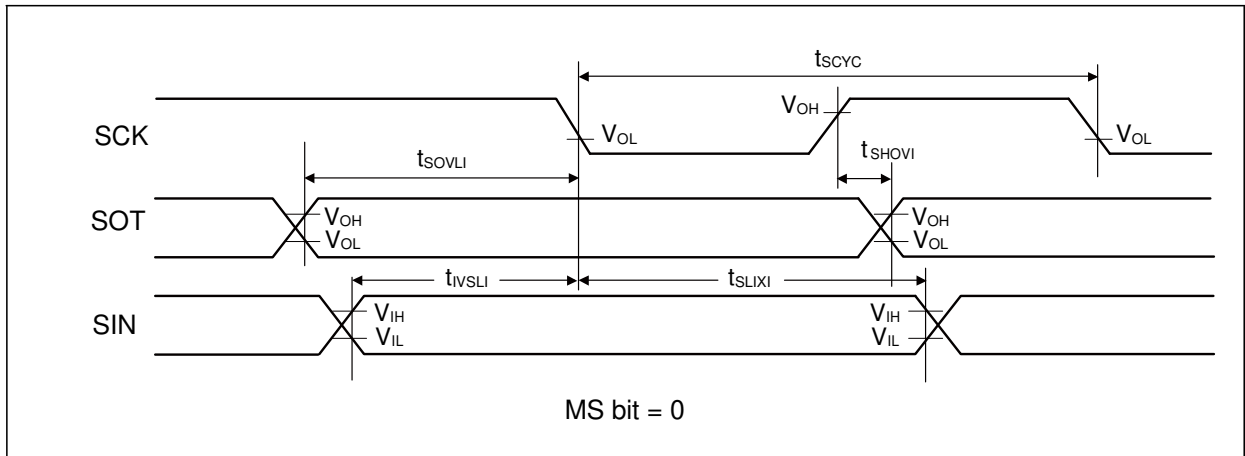 tSCYC
SCK
VOH
VOL
VOL
tSOVLI
tSHOVI
SOT
VOH
VOL
VOH
VOL
tIVSLI
tSLIXI
SIN
VIH
VIL
VIH
VIL
MS bit = 0